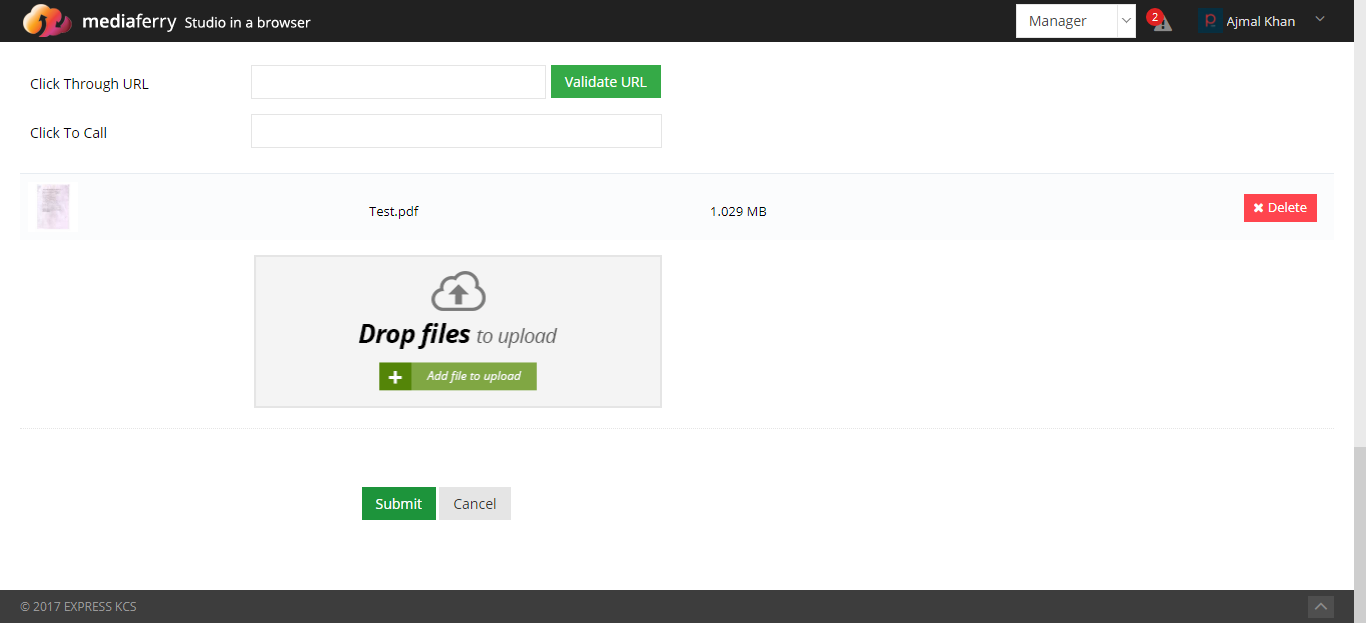 mediaferry Studio in a browser
Manager
2
Ajmal Khan
Click Through URL
Validate URL
Click To Call
Test.pdf
1.029 MB
Delete
Drop files to upload
Add file to upload
Submit
Cancel
© 2017 EXPRESS KCS